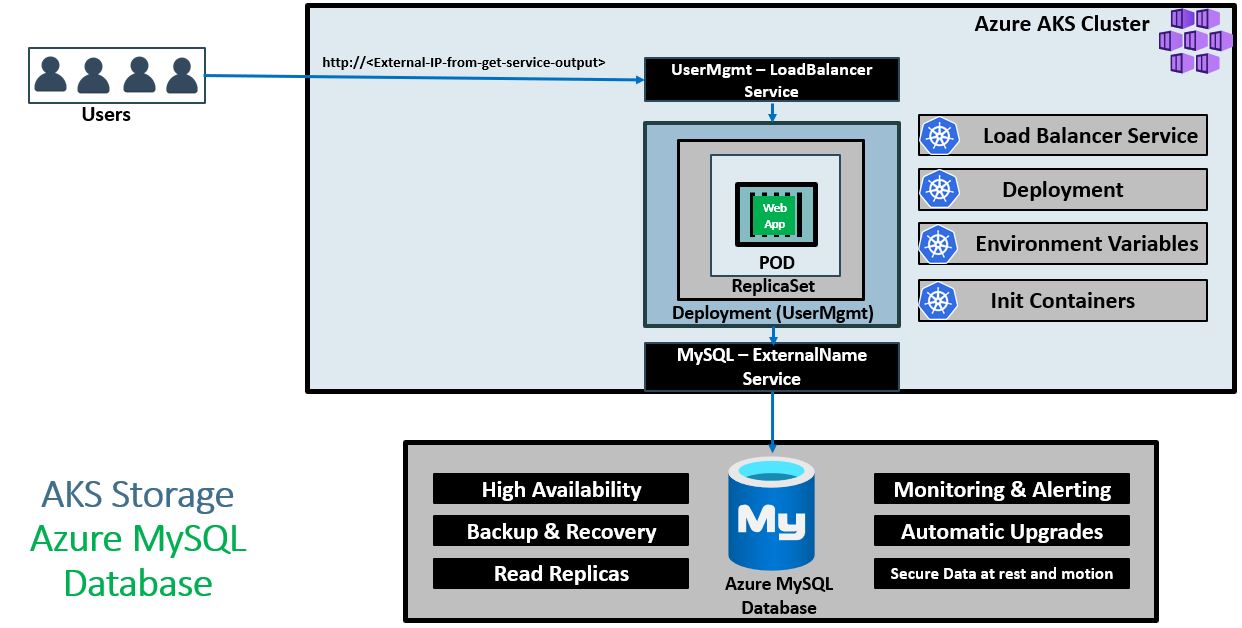 Azure AKS Cluster
http://<External-IP-from-get-service-output>
Users
UserMgmt – LoadBalancer
Service
Web
App
POD
ReplicaSet
Deployment (UserMgmt)
MySQL – ExternalName
Service
Load Balancer Service
Deployment
Environment Variables
Init Containers
AKS Storage
Azure MySQL
Database
High Availability
Backup & Recovery
Read Replicas
My
Azure MySQL
Database
Monitoring & Alerting
Automatic Upgrades
Secure Data at rest and motion